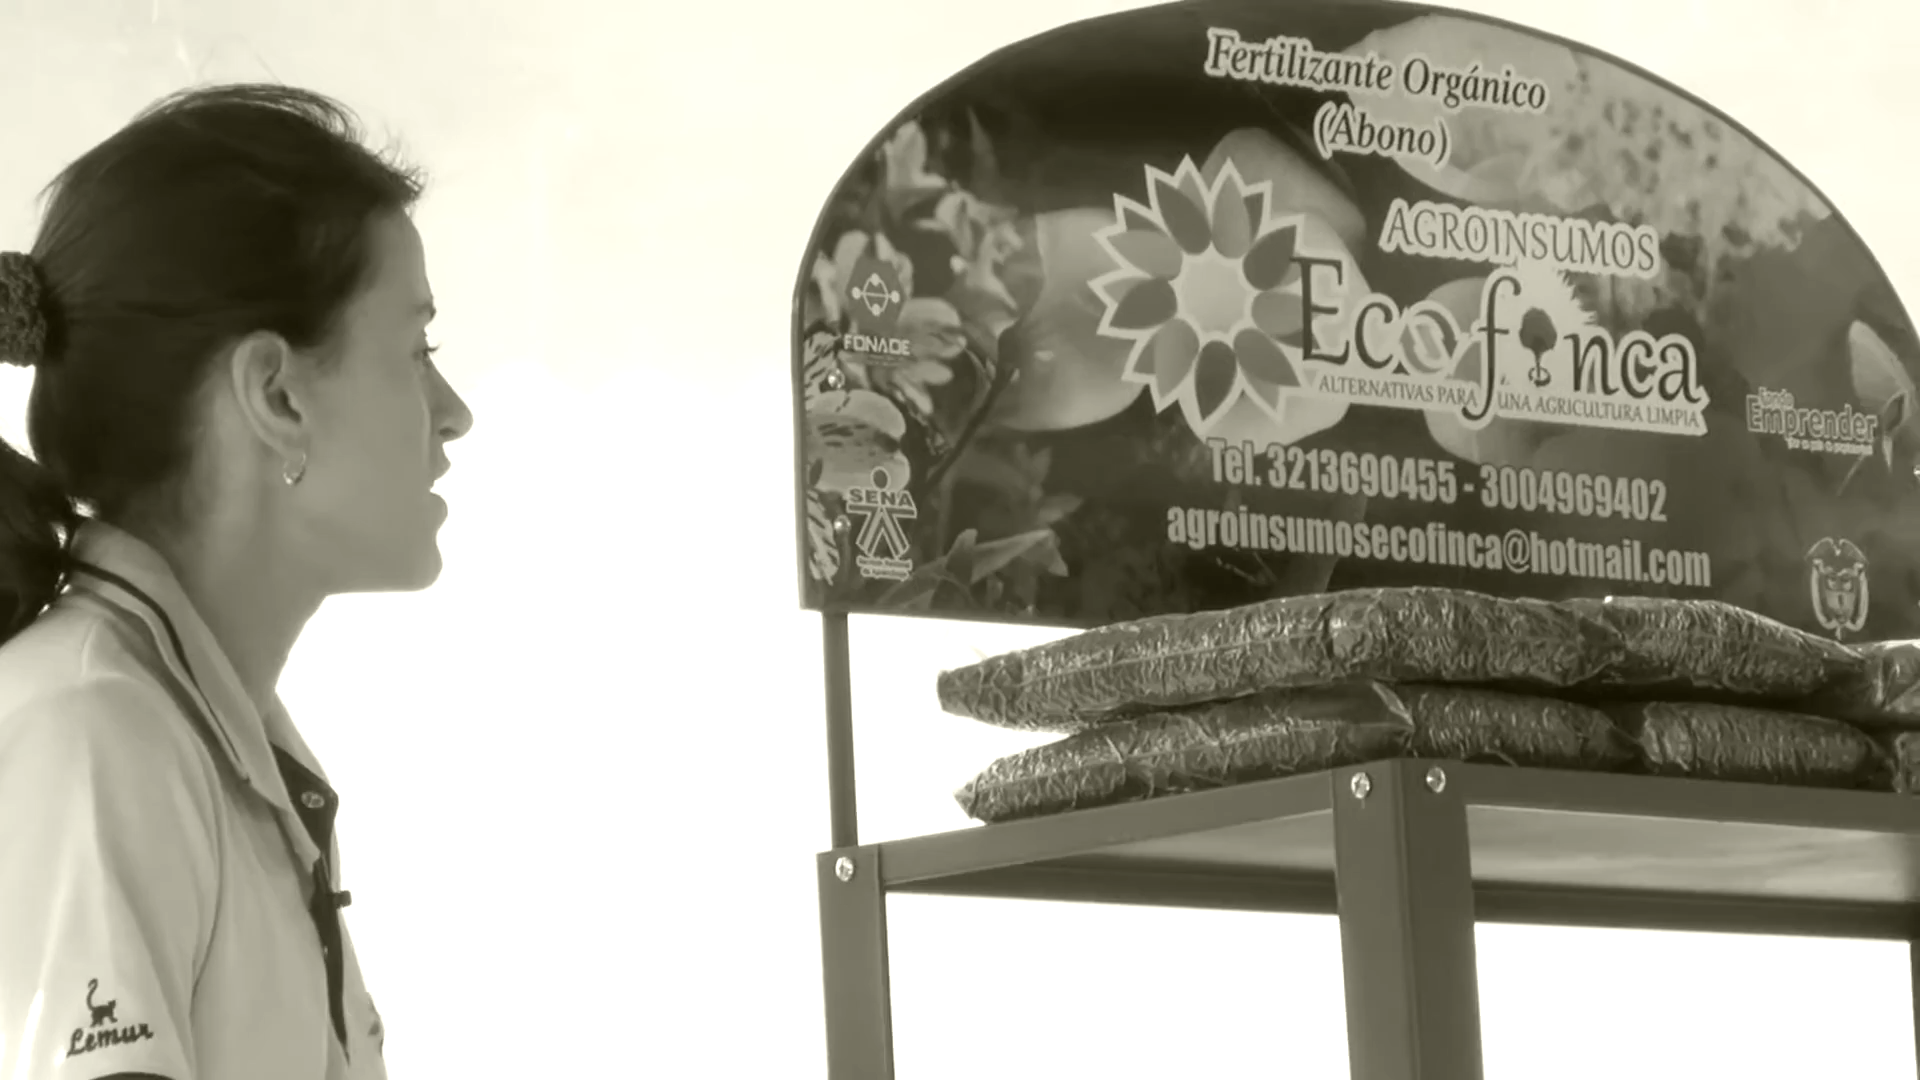 Fertilizante Orgánico
(Abono)
AGROINSUMOS
Ecofinca
ALTERNATIVAS PARA UNA AGRICULTURA LIMPIA
Tel. 3213690455 - 3004969402
agroinsumosecofinca@hotmail.com
FONADE
SENA
fondo
Emprender
Lemur